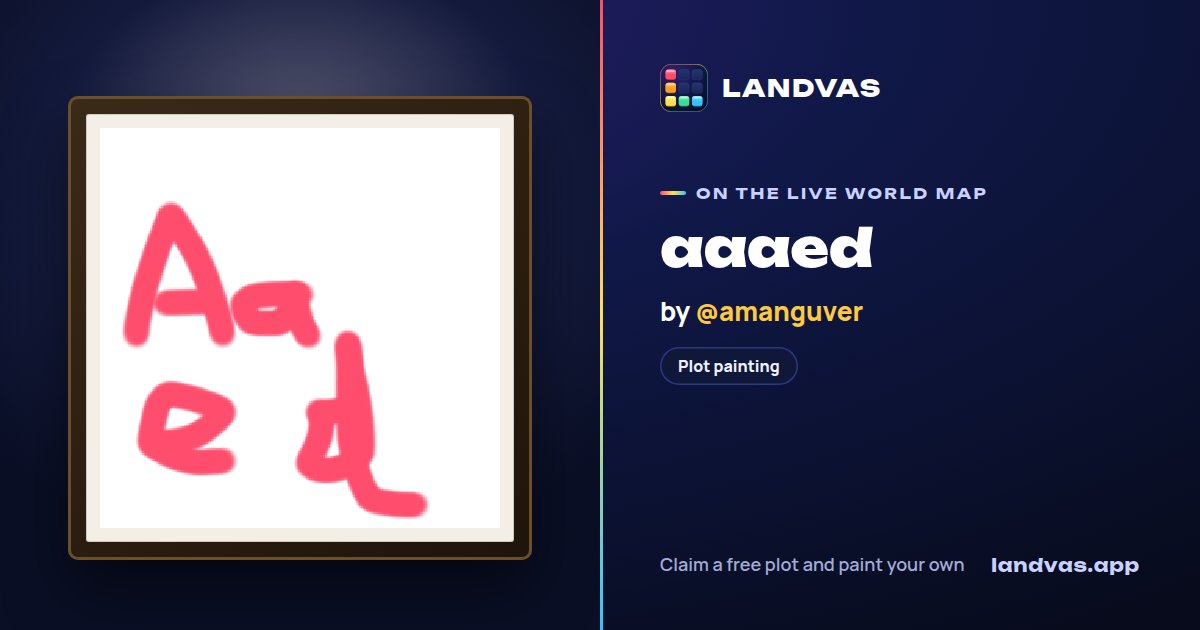 Aa
e d
LANDVAS
ON THE LIVE WORLD MAP
aaaed
by @amanguver
Plot painting
Claim a free plot and paint your own landvas.app